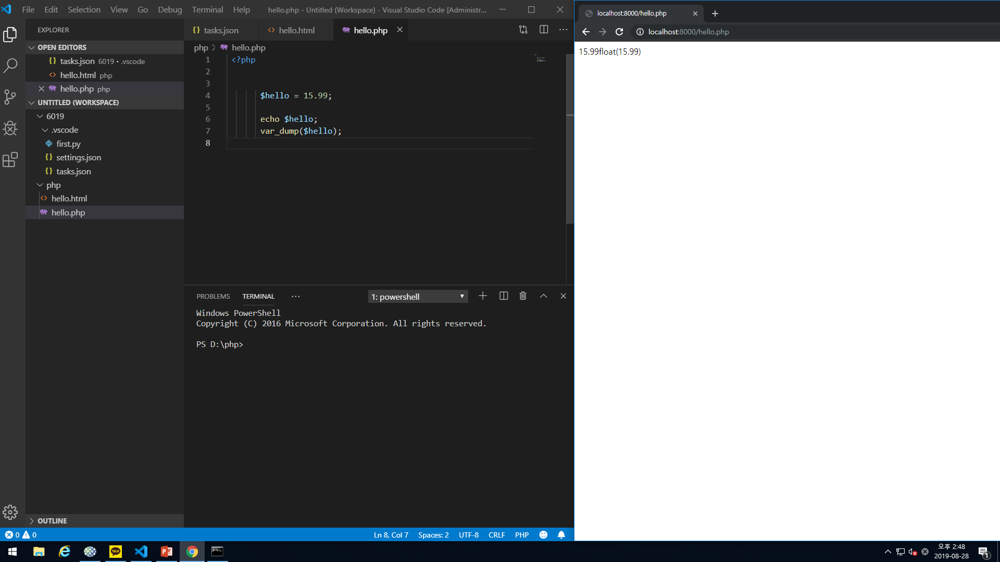 File Edit Selection View Go Debug Terminal Help hello.php - Untitled (Workspace) - Visual Studio Code [Administr...
EXPLORER
OPEN EDITORS
tasks.json 6019 • .vscode
hello.html php
hello.php php
UNTITLED (WORKSPACE)
6019
.vscode
first.py
settings.json
tasks.json
php
hello.html
hello.php
OUTLINE
tasks.json hello.html hello.php
php > hello.php
1 <?php
2
3
4 $hello = 15.99;
5
6 echo $hello;
7 var_dump($hello);
8
PROBLEMS TERMINAL ... 1: powershell
Windows PowerShell
Copyright (C) 2016 Microsoft Corporation. All rights reserved.
PS D:\php>
0 0 Ln 8, Col 7 Spaces: 2 UTF-8 CRLF PHP
localhost:8000/hello.php
localhost:8000/hello.php
15.99float(15.99)
TALK
오후 2:48
2019-08-28
1